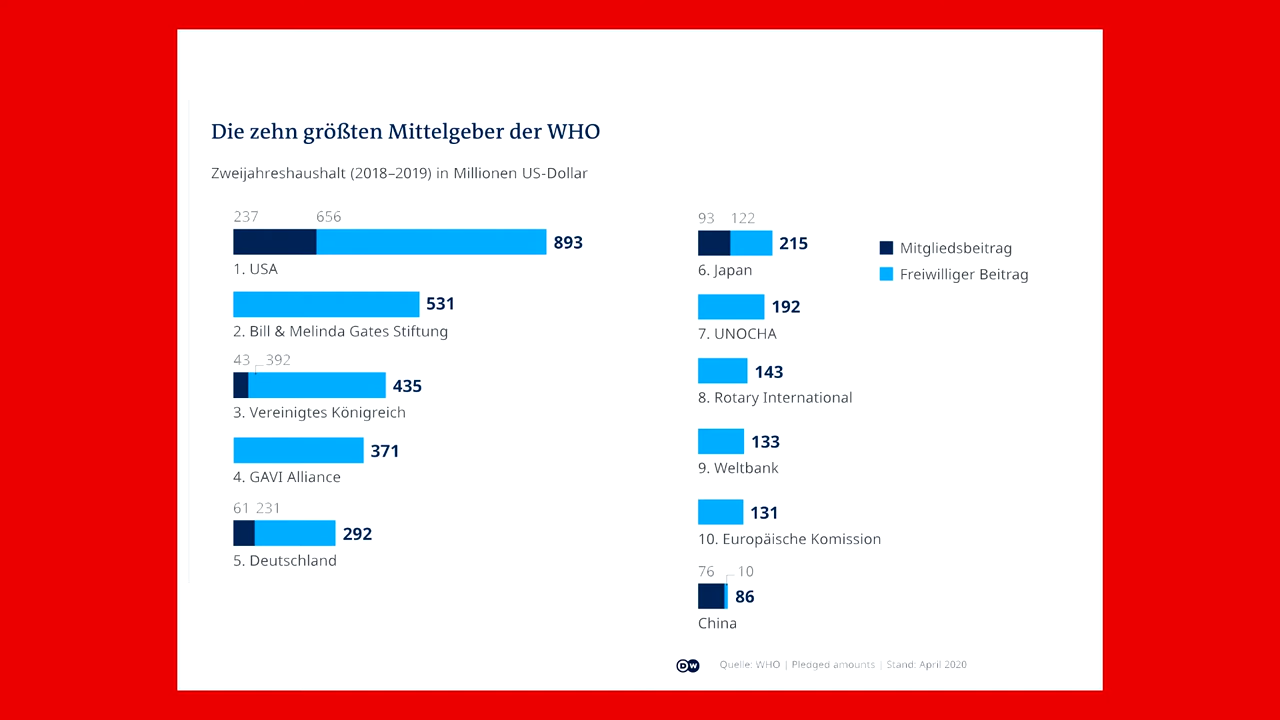 Die zehn größten Mittelgeber der WHO
Zweijahreshaushalt (2018–2019) in Millionen US-Dollar
237 656
893
1. USA
531
2. Bill & Melinda Gates Stiftung
43 392
435
3. Vereinigtes Königreich
371
4. GAVI Alliance
61 231
292
5. Deutschland
93 122
215
6. Japan
192
7. UNOCHA
143
8. Rotary International
133
9. Weltbank
131
10. Europäische Komission
76 10
86
China
Mitgliedsbeitrag
Freiwilliger Beitrag
DW
Quelle: WHO | Pledged amounts | Stand: April 2020